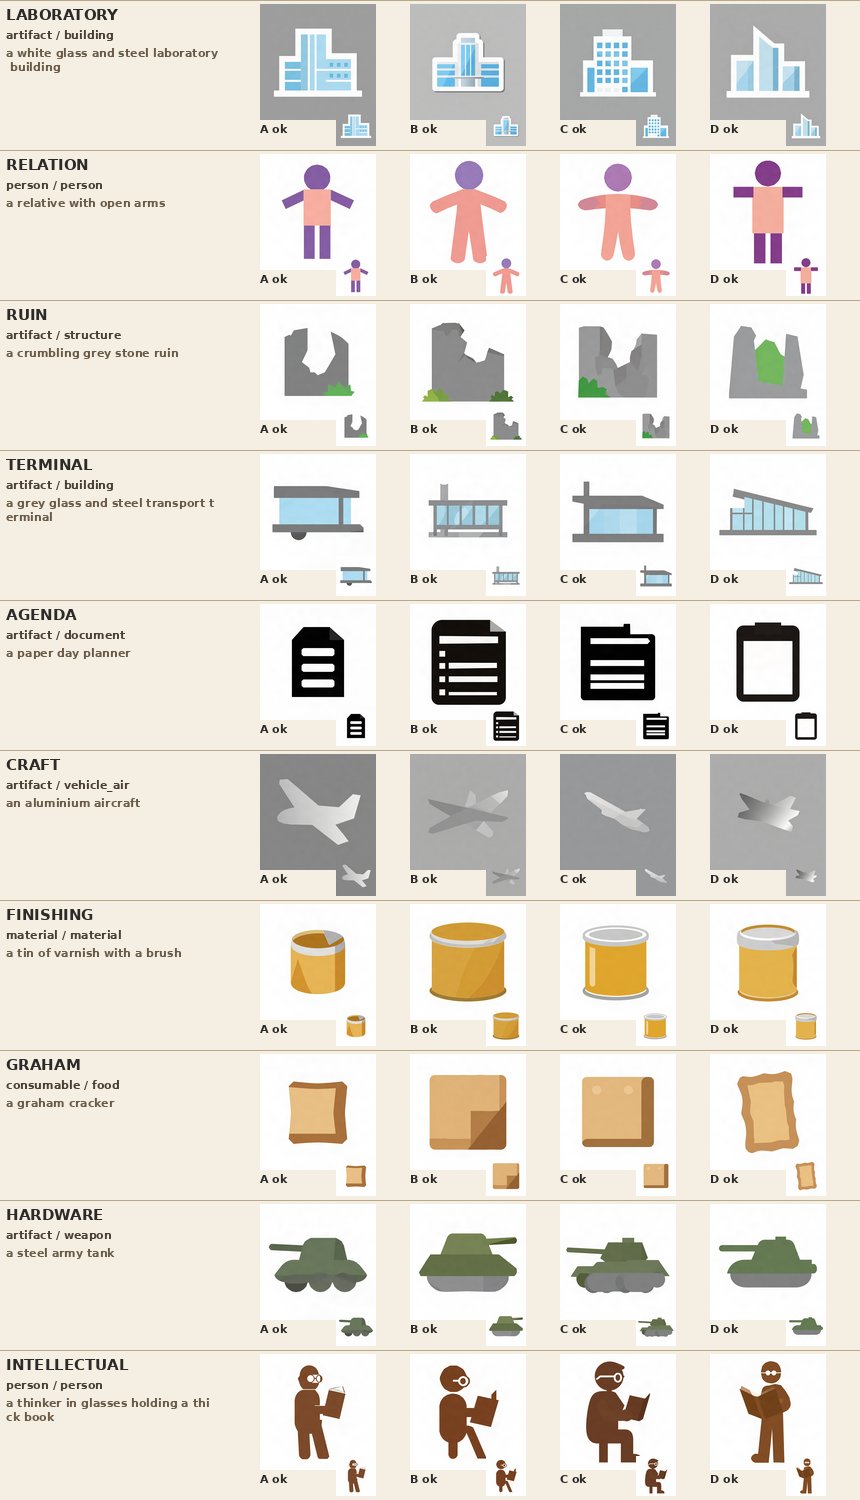 LABORATORY
artifact / building
a white glass and steel laboratory
building
A ok
B ok
C ok
D ok
RELATION
person / person
a relative with open arms
A ok
B ok
C ok
D ok
RUIN
artifact / structure
a crumbling grey stone ruin
A ok
B ok
C ok
D ok
TERMINAL
artifact / building
a grey glass and steel transport t
erminal
A ok
B ok
C ok
D ok
AGENDA
artifact / document
a paper day planner
A ok
B ok
C ok
D ok
CRAFT
artifact / vehicle_air
an aluminium aircraft
A ok
B ok
C ok
D ok
FINISHING
material / material
a tin of varnish with a brush
A ok
B ok
C ok
D ok
GRAHAM
consumable / food
a graham cracker
A ok
B ok
C ok
D ok
HARDWARE
artifact / weapon
a steel army tank
A ok
B ok
C ok
D ok
INTELLECTUAL
person / person
a thinker in glasses holding a thi
ck book
A ok
B ok
C ok
D ok